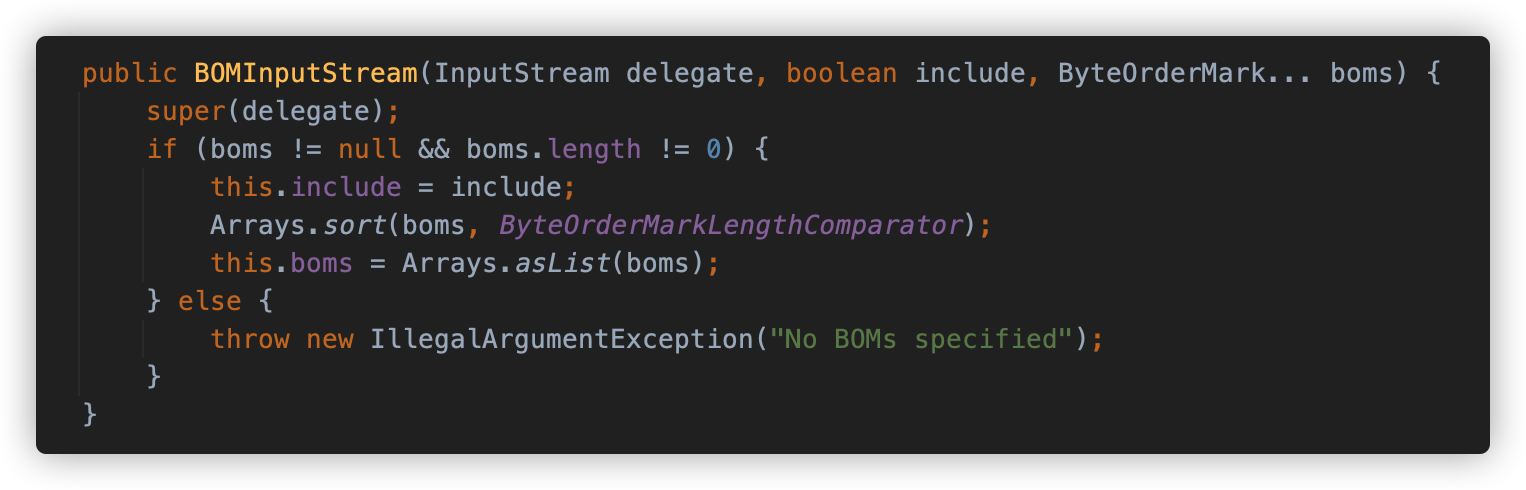 public BOMInputStream(InputStream delegate, boolean include, ByteOrderMark... boms) {
    super(delegate);
    if (boms != null && boms.length != 0) {
        this.include = include;
        Arrays.sort(boms, ByteOrderMarkLengthComparator);
        this.boms = Arrays.asList(boms);
    } else {
        throw new IllegalArgumentException("No BOMs specified");
    }
}